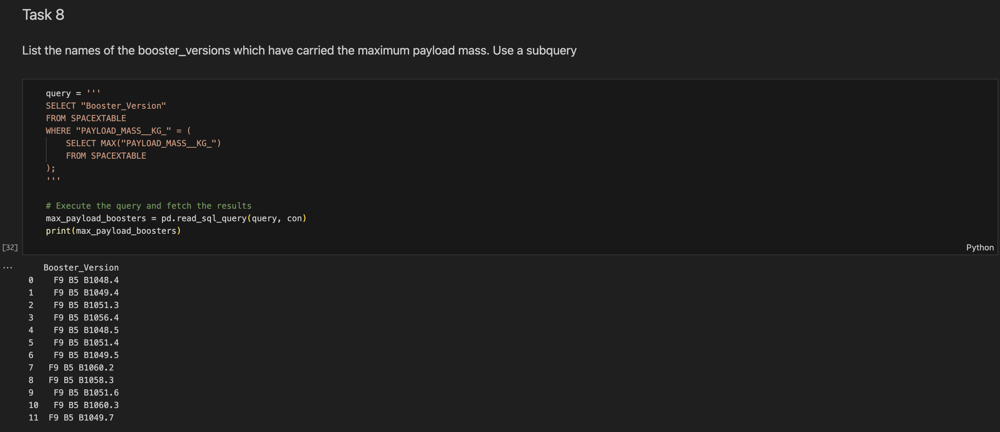 Task 8
List the names of the booster_versions which have carried the maximum payload mass. Use a subquery
query = '''
SELECT "Booster_Version"
FROM SPACEXTABLE
WHERE "PAYLOAD_MASS__KG_" = (
    SELECT MAX("PAYLOAD_MASS__KG_")
    FROM SPACEXTABLE
);
'''
# Execute the query and fetch the results
max_payload_boosters = pd.read_sql_query(query, con)
print(max_payload_boosters)
[32]
Python
... Booster_Version
0 F9 B5 B1048.4
1 F9 B5 B1049.4
2 F9 B5 B1051.3
3 F9 B5 B1056.4
4 F9 B5 B1048.5
5 F9 B5 B1051.4
6 F9 B5 B1049.5
7 F9 B5 B1060.2
8 F9 B5 B1058.3
9 F9 B5 B1051.6
10 F9 B5 B1060.3
11 F9 B5 B1049.7